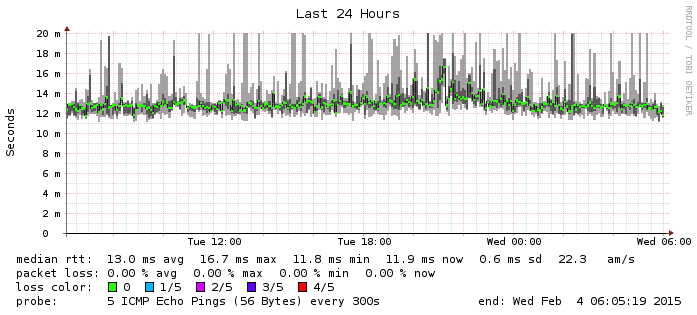 Last 24 Hours
RRDTOOL / TOBI OETIKER
Seconds
20 m
18 m
16 m
14 m
12 m
10 m
8 m
6 m
4 m
2 m
0
Tue 12:00 Tue 18:00 Wed 00:00 Wed 06:00
median rtt: 13.0 ms avg 16.7 ms max 11.8 ms min 11.9 ms now 0.6 ms sd 22.3 am/s
packet loss: 0.00 % avg 0.00 % max 0.00 % min 0.00 % now
loss color: 0 1/5 2/5 3/5 4/5
probe: 5 ICMP Echo Pings (56 Bytes) every 300s end: Wed Feb 4 06:05:19 2015